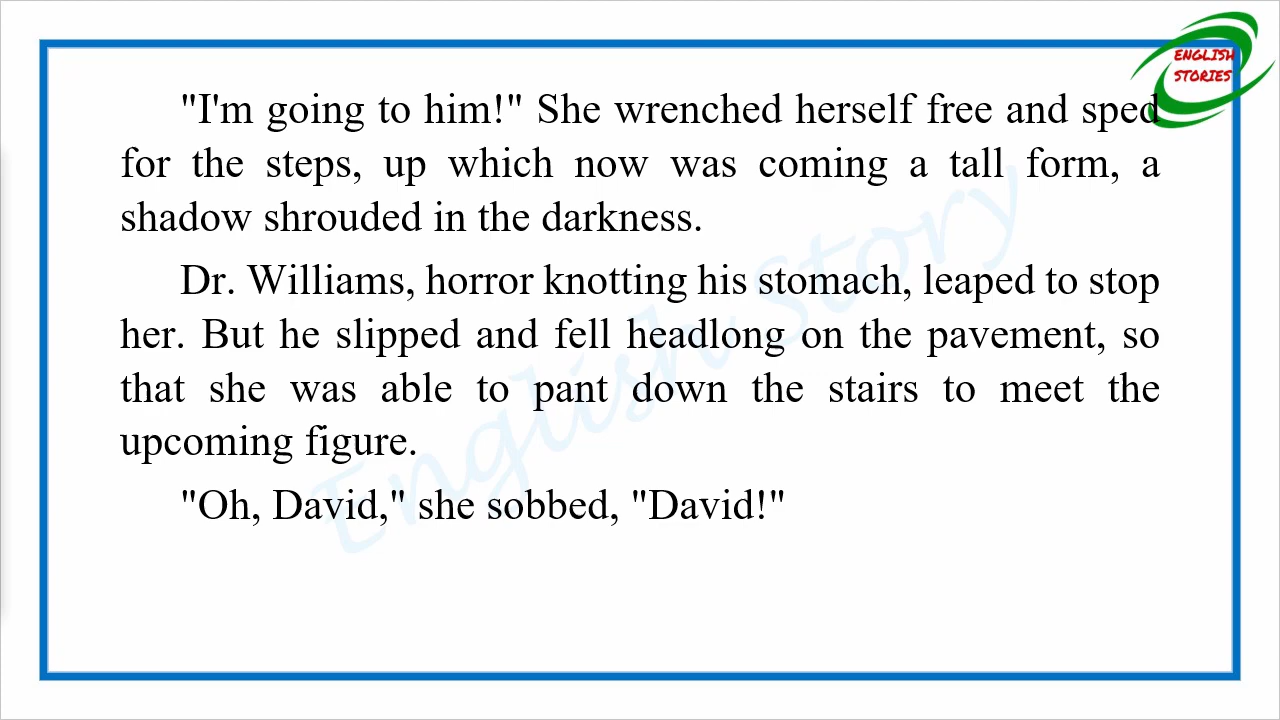 ENGLISH
STORIES
"I'm going to him!" She wrenched herself free and sped
for the steps, up which now was coming a tall form, a
shadow shrouded in the darkness.
Dr. Williams, horror knotting his stomach, leaped to stop
her. But he slipped and fell headlong on the pavement, so
that she was able to pant down the stairs to meet the
upcoming figure.
"Oh, David," she sobbed, "David!"
English Story